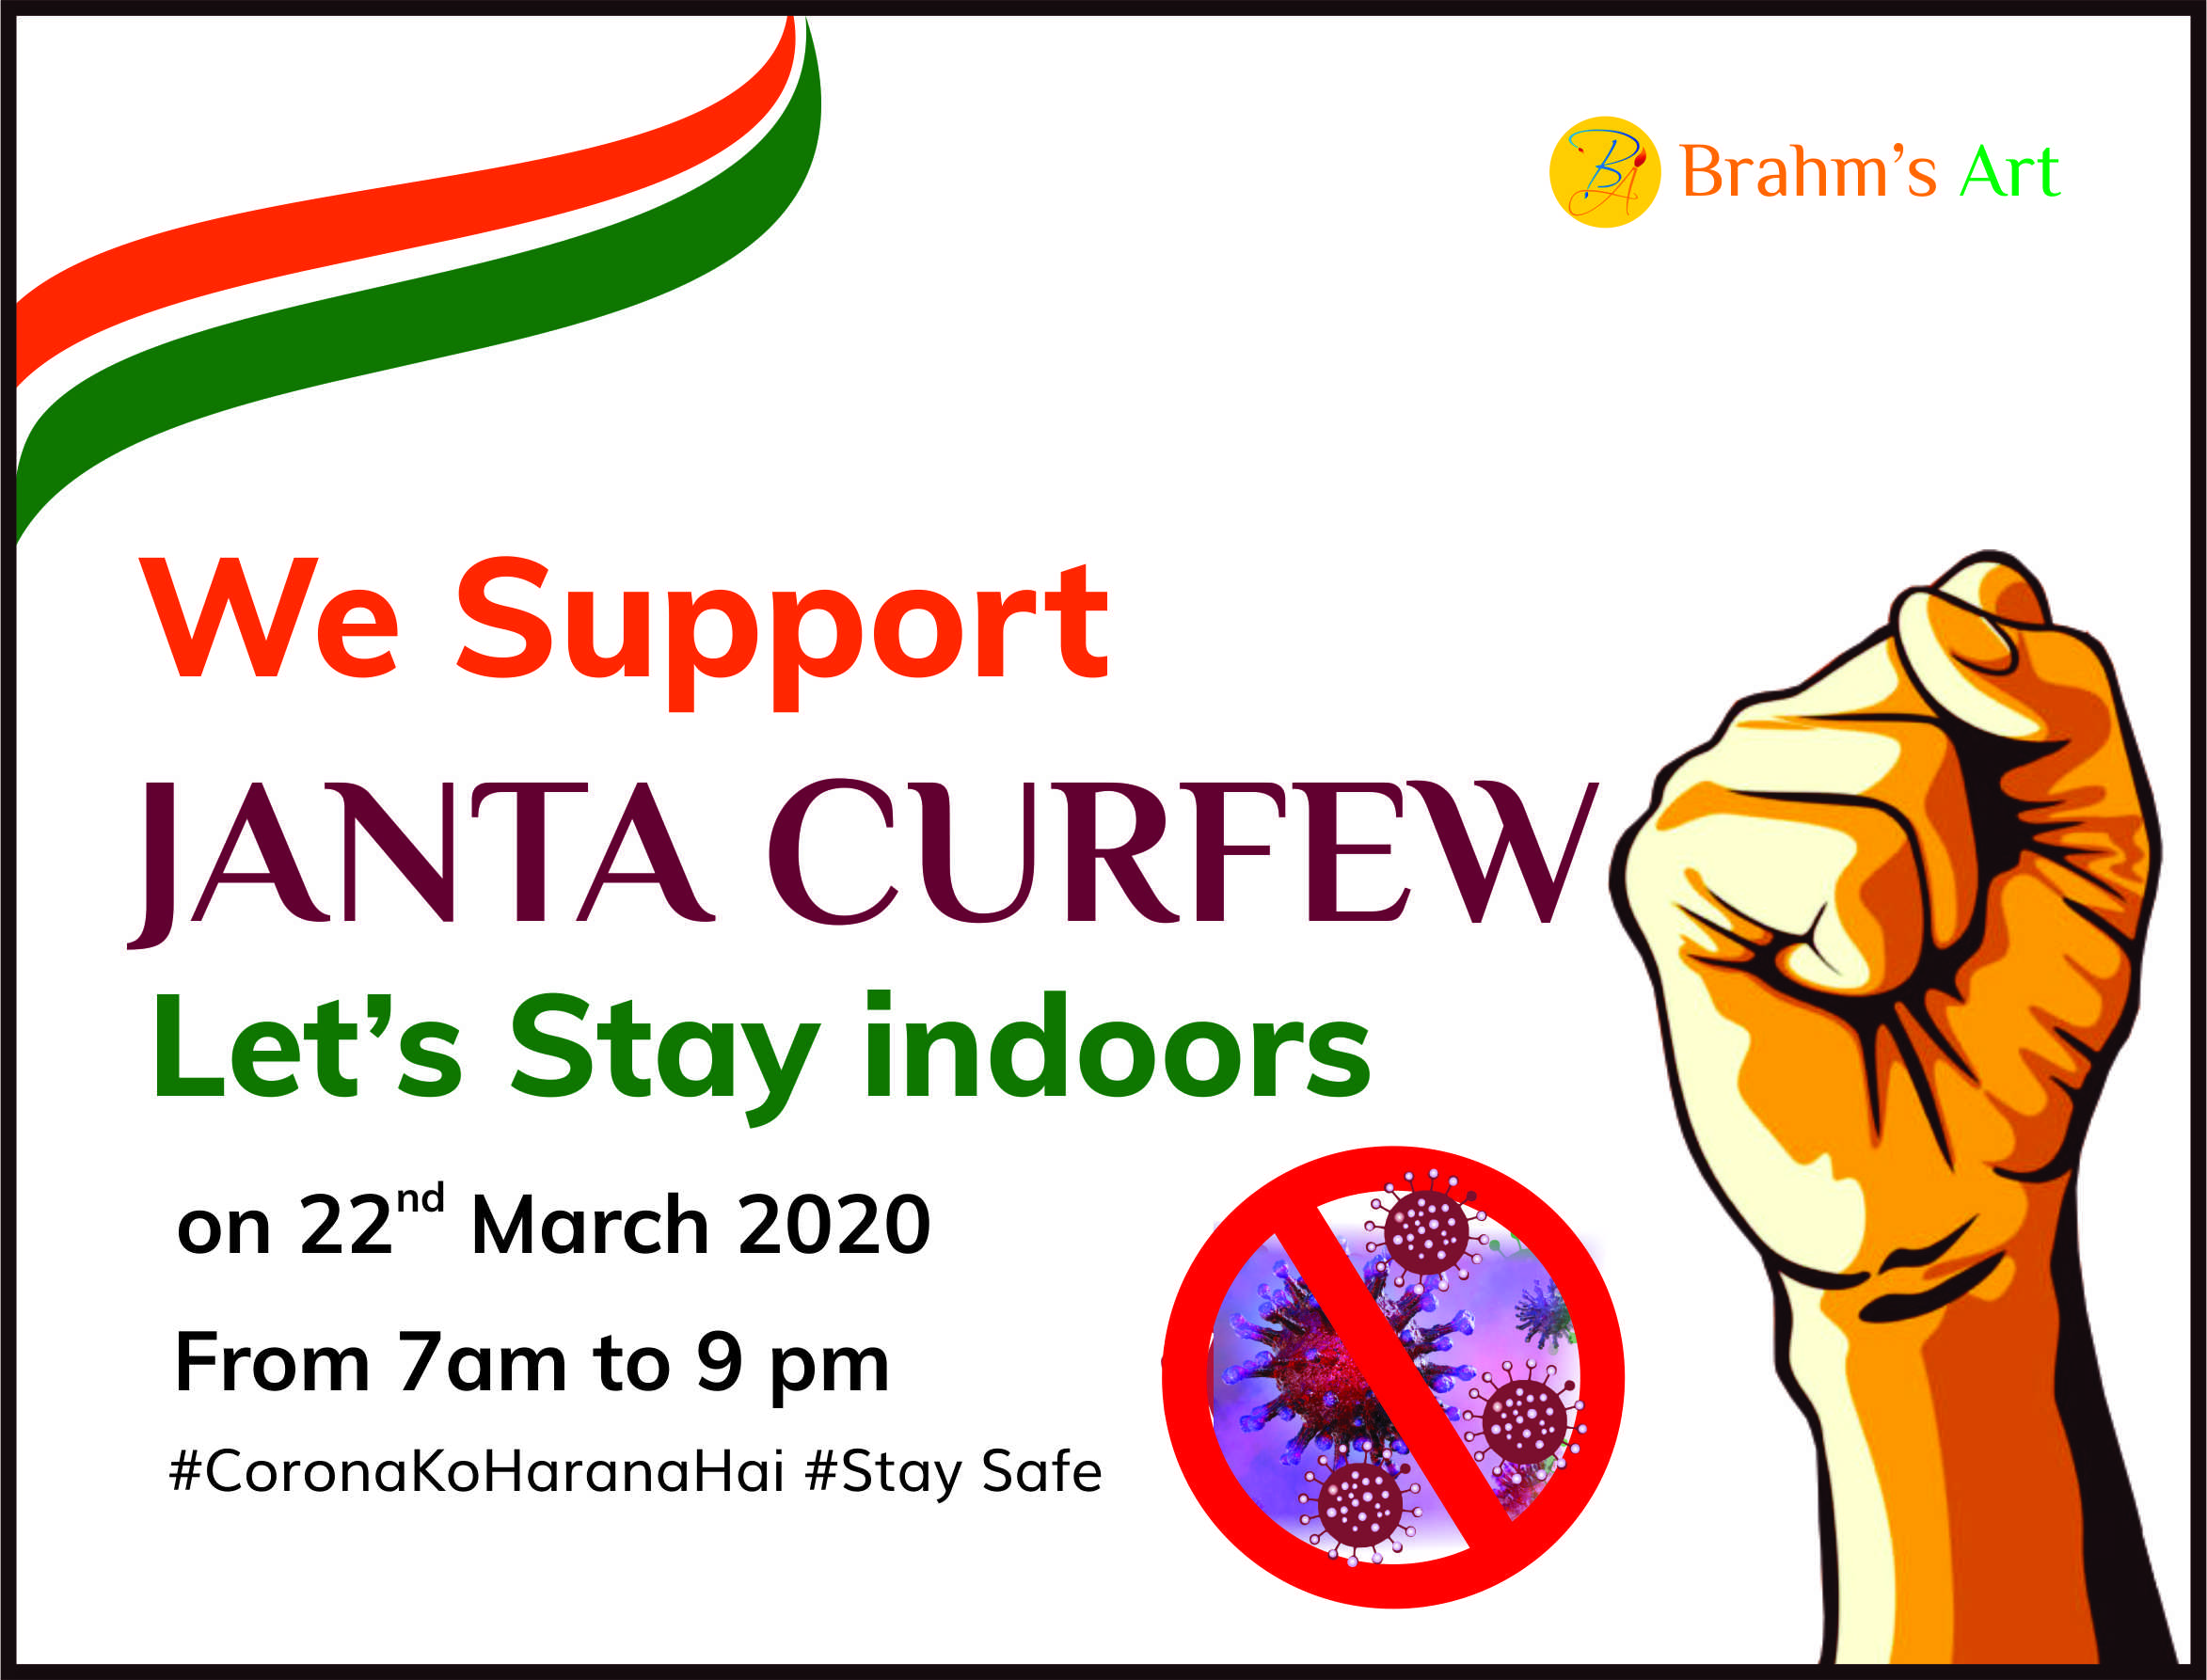 Brahm's Art
We Support
JANTA CURFEW
Let's Stay indoors
on 22nd March 2020
From 7am to 9 pm
#CoronaKoHaranaHai #Stay Safe